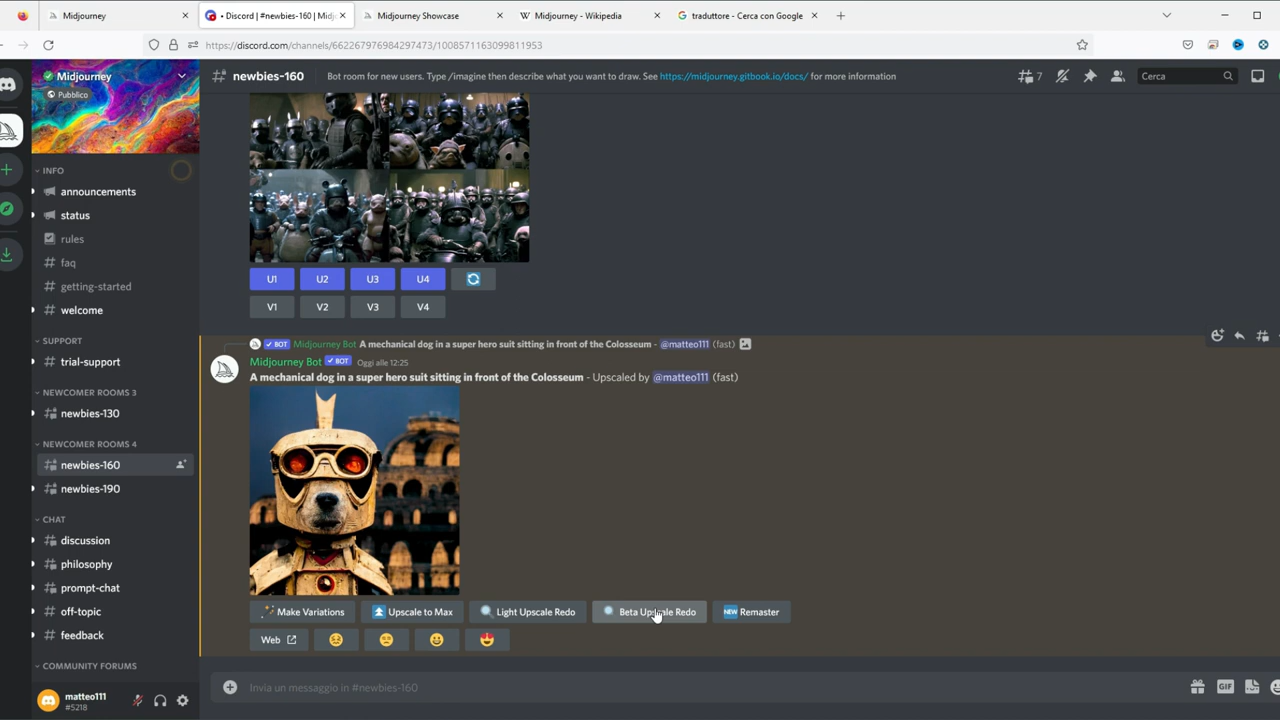 Midjourney
Discord | #newbies-160 | Midj
Midjourney Showcase
Midjourney - Wikipedia
traduttore - Cerca con Google
https://discord.com/channels/662267976984297473/1008571163099811953
Midjourney
Pubblico
newbies-160
Bot room for new users. Type /imagine then describe what you want to draw. See https://midjourney.gitbook.io/docs/ for more information
7
Cerca
INFO
announcements
status
rules
faq
getting-started
welcome
SUPPORT
trial-support
NEWCOMER ROOMS 3
newbies-130
NEWCOMER ROOMS 4
newbies-160
newbies-190
CHAT
discussion
philosophy
prompt-chat
off-topic
feedback
COMMUNITY FORUMS
matteo111
#5218
U1 U2 U3 U4
V1 V2 V3 V4
BOT Midjourney Bot A mechanical dog in a super hero suit sitting in front of the Colosseum - @matteo111 (fast)
Midjourney Bot BOT Oggi alle 12:25
A mechanical dog in a super hero suit sitting in front of the Colosseum - Upscaled by @matteo111 (fast)
Make Variations Upscale to Max Light Upscale Redo Beta Upscale Redo NEW Remaster
Web
Invia un messaggio in #newbies-160
GIF